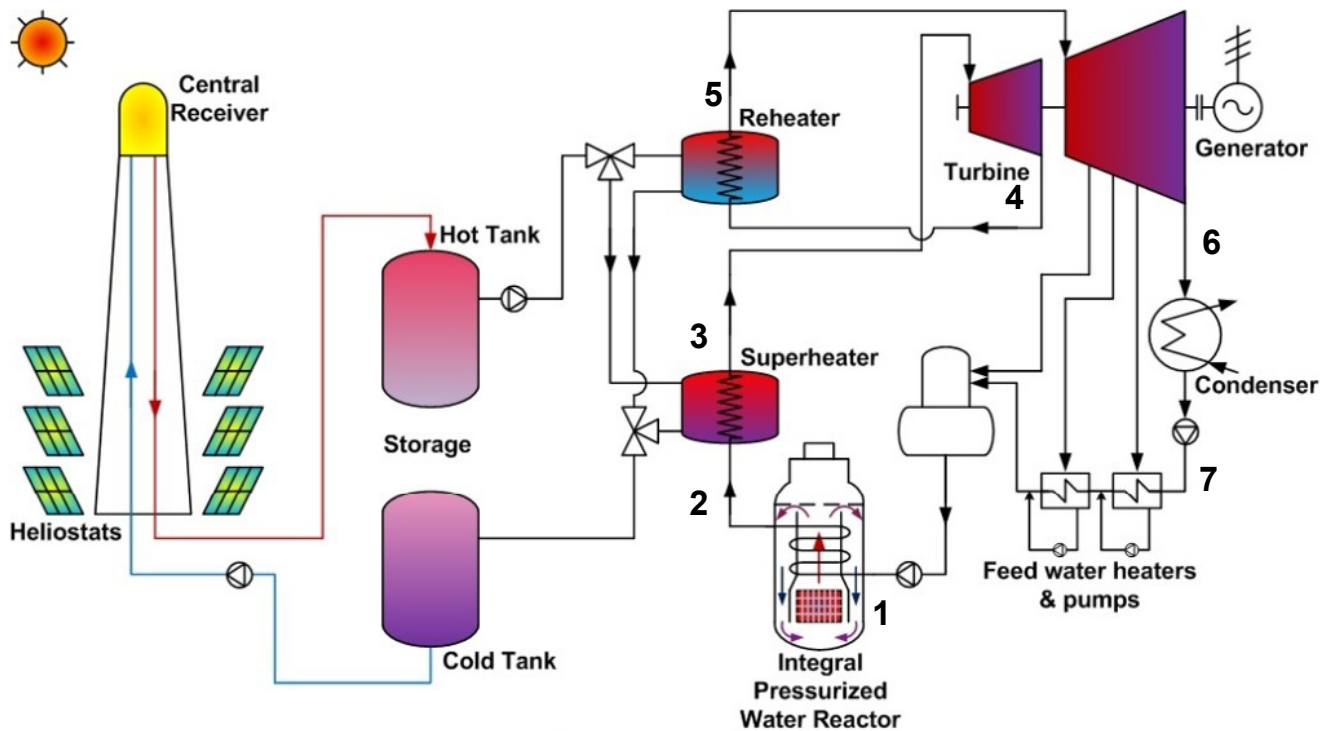 Central
Receiver
5
Reheater
Generator
Turbine
4
Hot Tank
6
3
Superheater
Condenser
Storage
2
7
Heliostats
Feed water heaters
& pumps
1
Cold Tank
Integral
Pressurized
Water Reactor